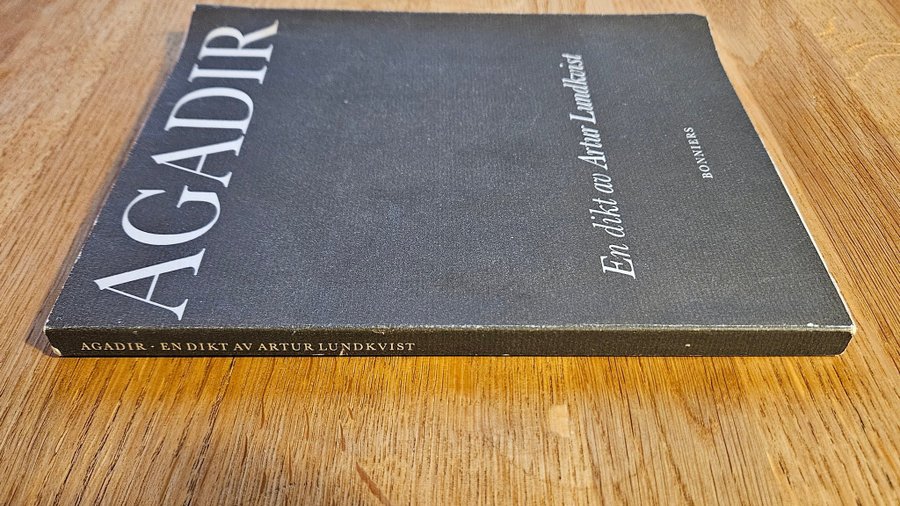 AGADIR
En dikt av Artur Lundkvist
BONNIERS
AGADIR · EN DIKT AV ARTUR LUNDKVIST